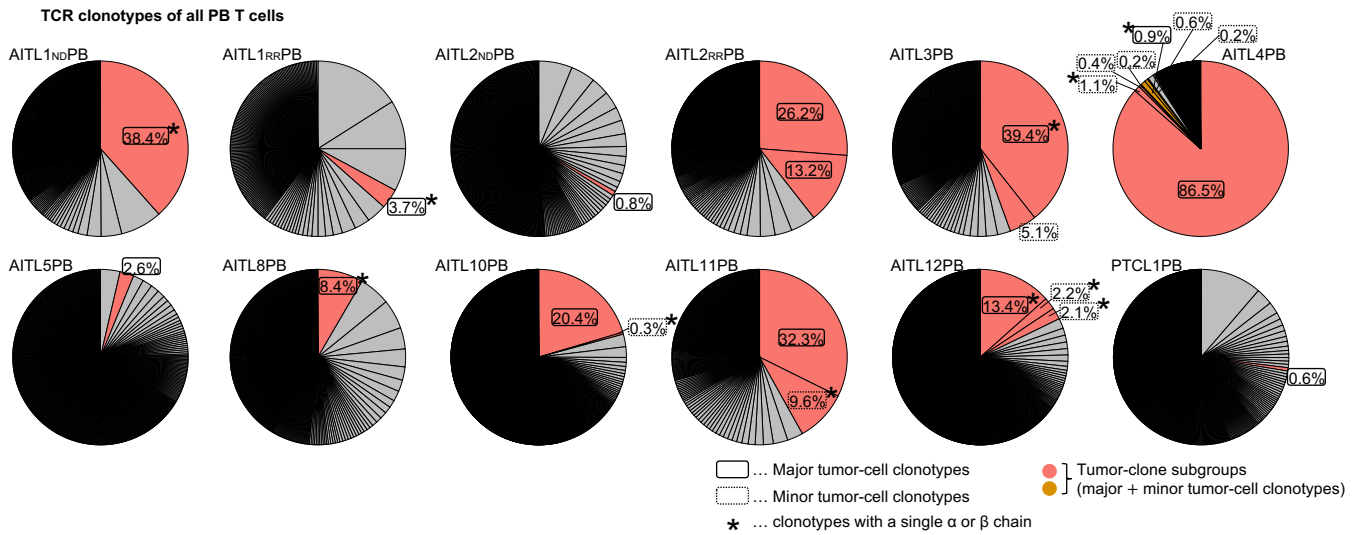 TCR clonotypes of all PB T cells
AITL1NDPB
38.4%*
AITL1RRPB
3.7%*
AITL2NDPB
0.8%
AITL2RRPB
26.2%
13.2%
AITL3PB
39.4%*
5.1%
AITL4PB
0.6%
*0.9%
0.2%
0.4%
0.2%
*1.1%
86.5%
AITL5PB
2.6%
AITL8PB
8.4%*
AITL10PB
20.4%
0.3%*
AITL11PB
32.3%
9.6%*
AITL12PB
13.4%*
2.2%*
2.1%*
PTCL1PB
0.6%
... Major tumor-cell clonotypes
... Minor tumor-cell clonotypes
* ... clonotypes with a single α or β chain
Tumor-clone subgroups
(major + minor tumor-cell clonotypes)